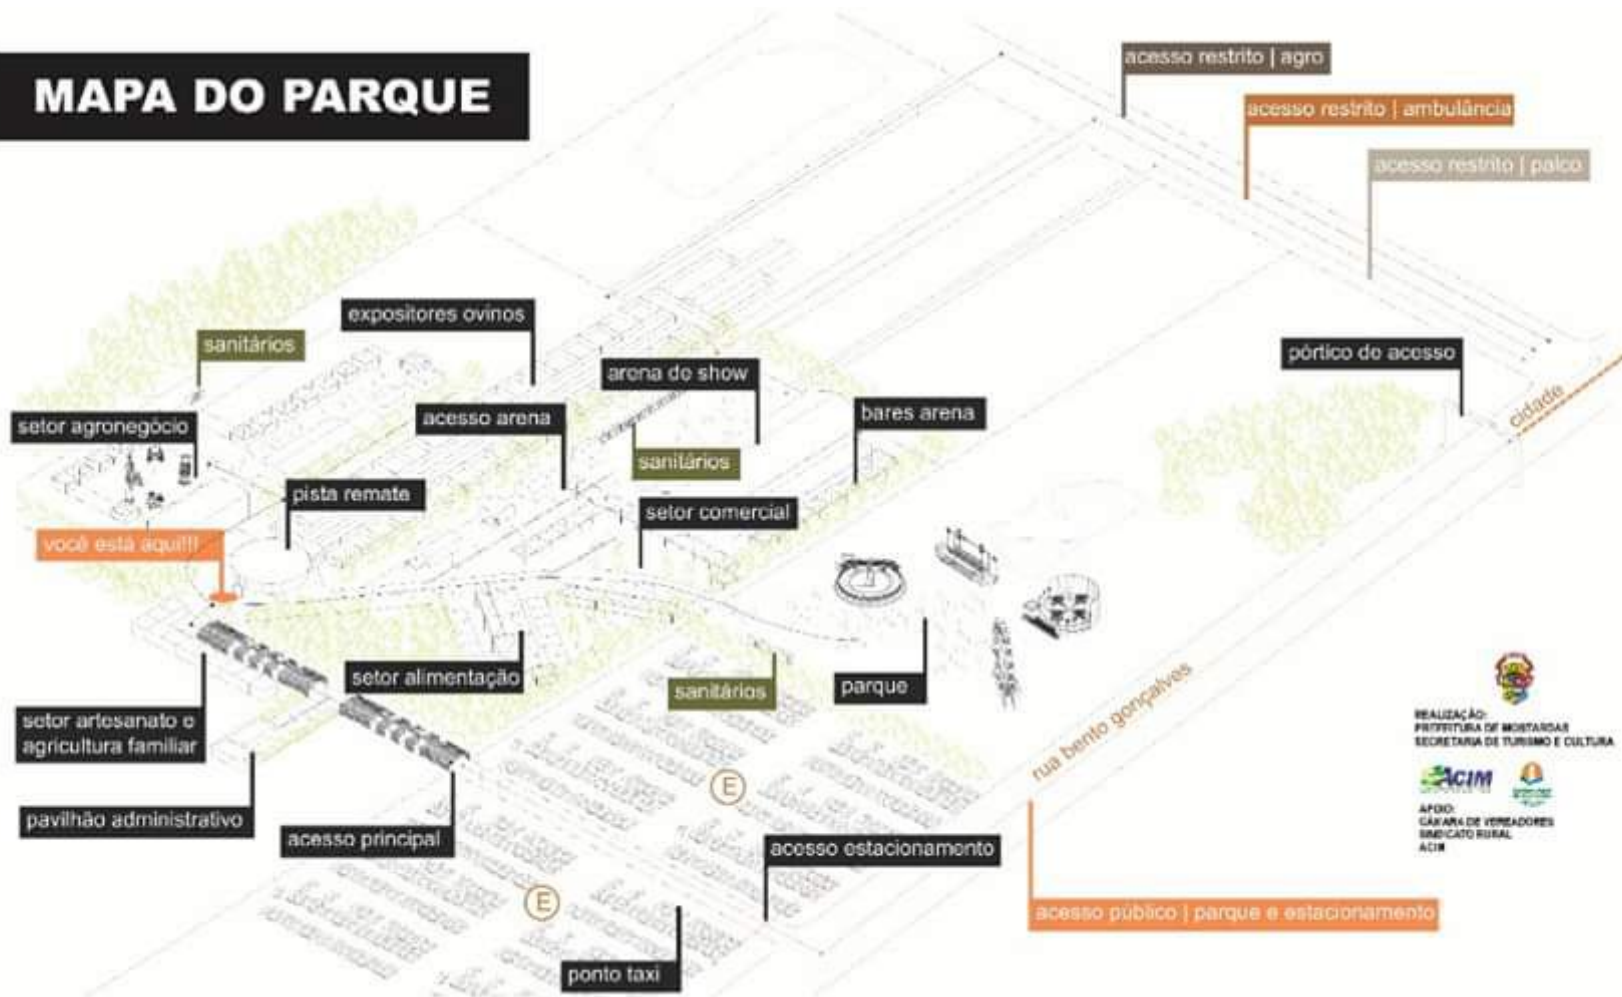 MAPA DO PARQUE
acesso restrito | agro
acesso restrito | ambulância
acesso restrito | palco
expositores ovinos
sanitários
arena de show
pórtico de acesso
cidade
setor agronegócio
acesso arena
bares arena
sanitários
pista remate
setor comercial
você está aqui!!!
setor alimentação
sanitários
parque
rua bento gonçalves
setor artesanato e
agricultura familiar
pavilhão administrativo
acesso principal
E
E
acesso estacionamento
ponto taxi
acesso público | parque e estacionamento
REALIZAÇÃO:
PREFEITURA DE MOSTARDAS
SECRETARIA DE TURISMO E CULTURA
ACIM
APOIO:
CÂMARA DE VEREADORES
SINDICATO RURAL
ACIM